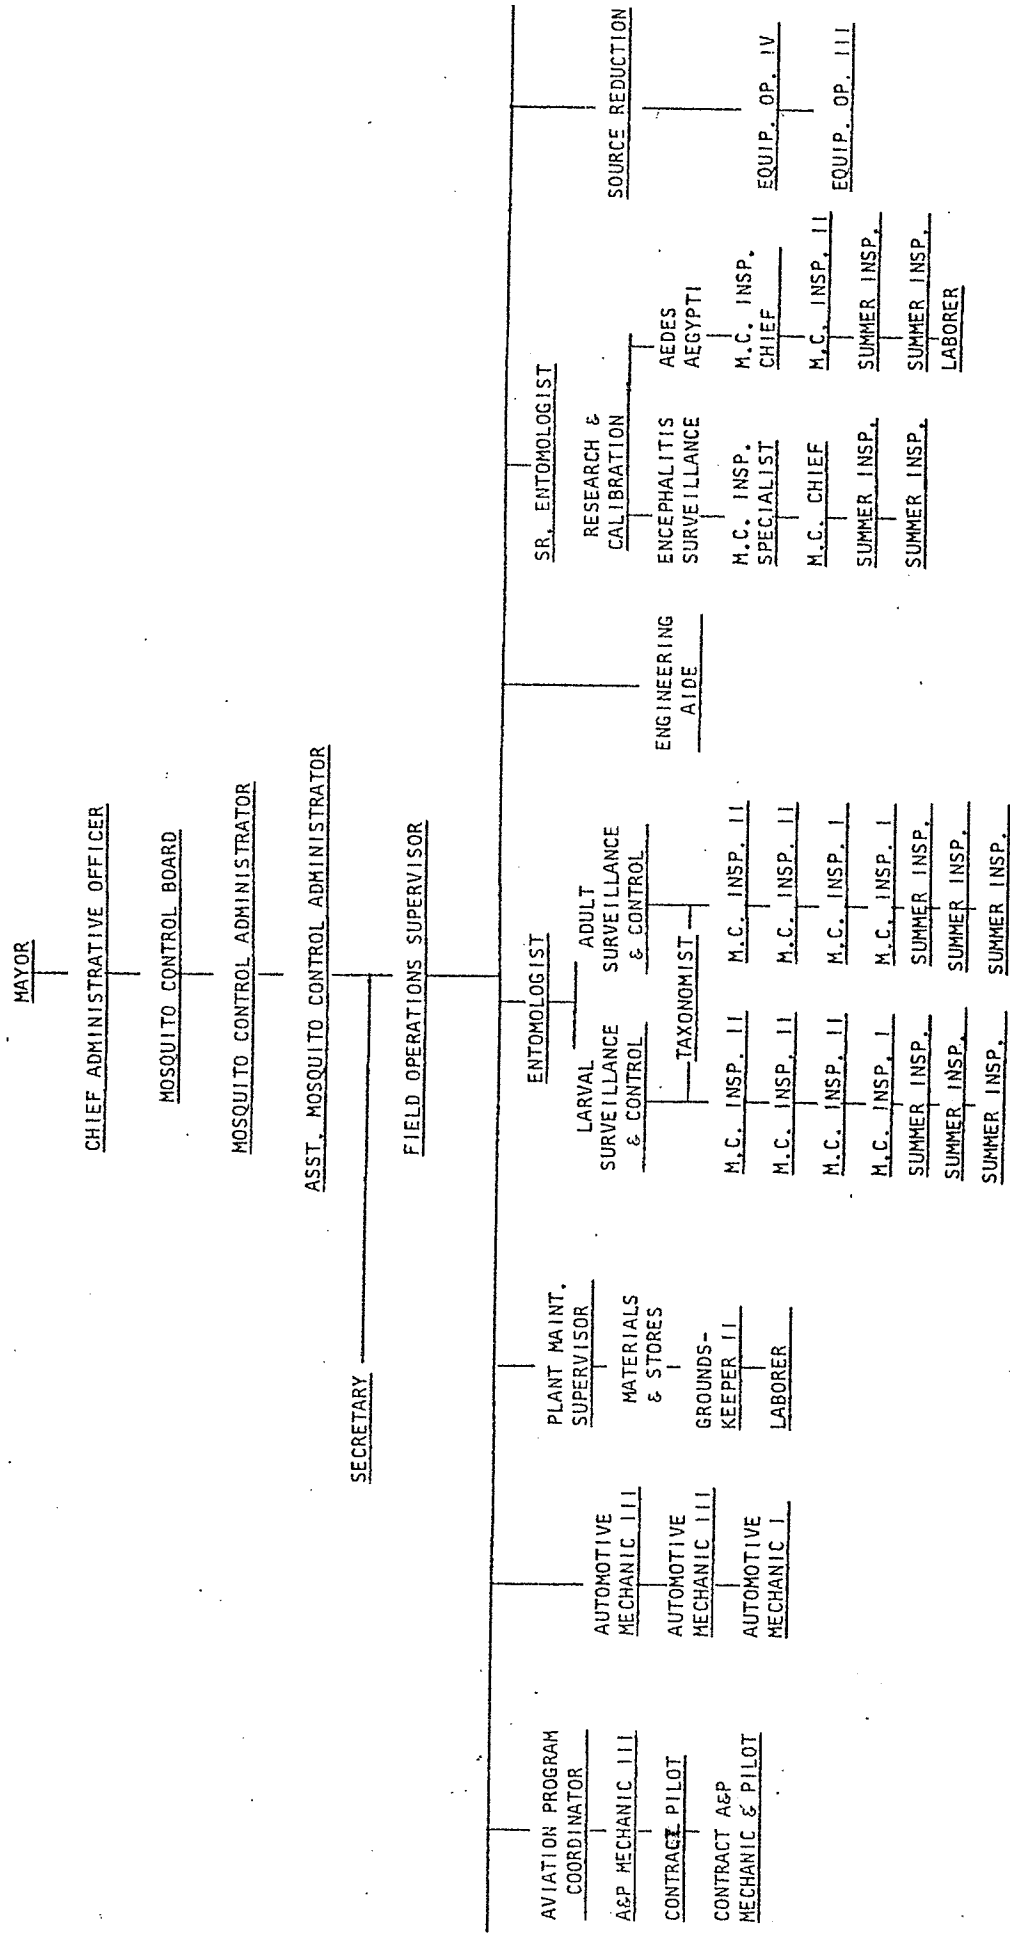 MAYOR
CHIEF ADMINISTRATIVE OFFICER
MOSQUITO CONTROL BOARD
MOSQUITO CONTROL ADMINISTRATOR
ASST. MOSQUITO CONTROL ADMINISTRATOR
SECRETARY
FIELD OPERATIONS SUPERVISOR
AVIATION PROGRAM
COORDINATOR
A&P MECHANIC III
CONTRACT PILOT
CONTRACT A&P
MECHANIC & PILOT
AUTOMOTIVE
MECHANIC III
AUTOMOTIVE
MECHANIC III
AUTOMOTIVE
MECHANIC I
PLANT MAINT.
SUPERVISOR
MATERIALS
& STORES
GROUNDS-
KEEPER II
LABORER
ENTOMOLOGIST
LARVAL
SURVEILLANCE
& CONTROL
ADULT
SURVEILLANCE
& CONTROL
TAXONOMIST
M.C. INSP. II
M.C. INSP. II
M.C. INSP. II
M.C. INSP. I
SUMMER INSP.
SUMMER INSP.
SUMMER INSP.
M.C. INSP. II
M.C. INSP. II
M.C. INSP. I
M.C. INSP. I
SUMMER INSP.
SUMMER INSP.
SUMMER INSP.
ENGINEERING
AIDE
SR. ENTOMOLOGIST
RESEARCH &
CALIBRATION
ENCEPHALITIS
SURVEILLANCE
M.C. INSP.
SPECIALIST
M.C. CHIEF
SUMMER INSP.
SUMMER INSP.
AEDES
AEGYPTI
M.C. INSP.
CHIEF
M.C. INSP. II
SUMMER INSP.
SUMMER INSP.
LABORER
SOURCE REDUCTION
EQUIP. OP. IV
EQUIP. OP. III